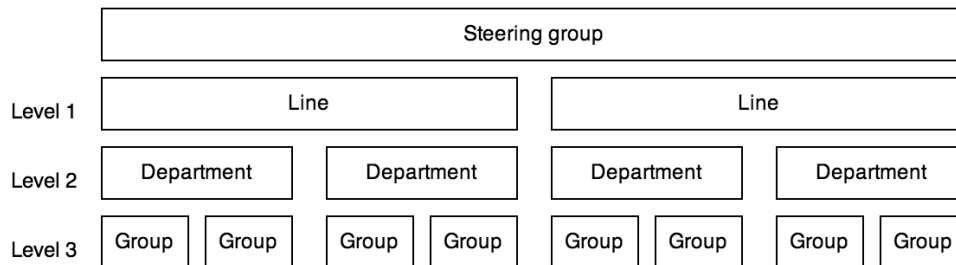 Steering group
Level 1 Line Line
Level 2 Department Department Department Department
Level 3 Group Group Group Group Group Group Group Group